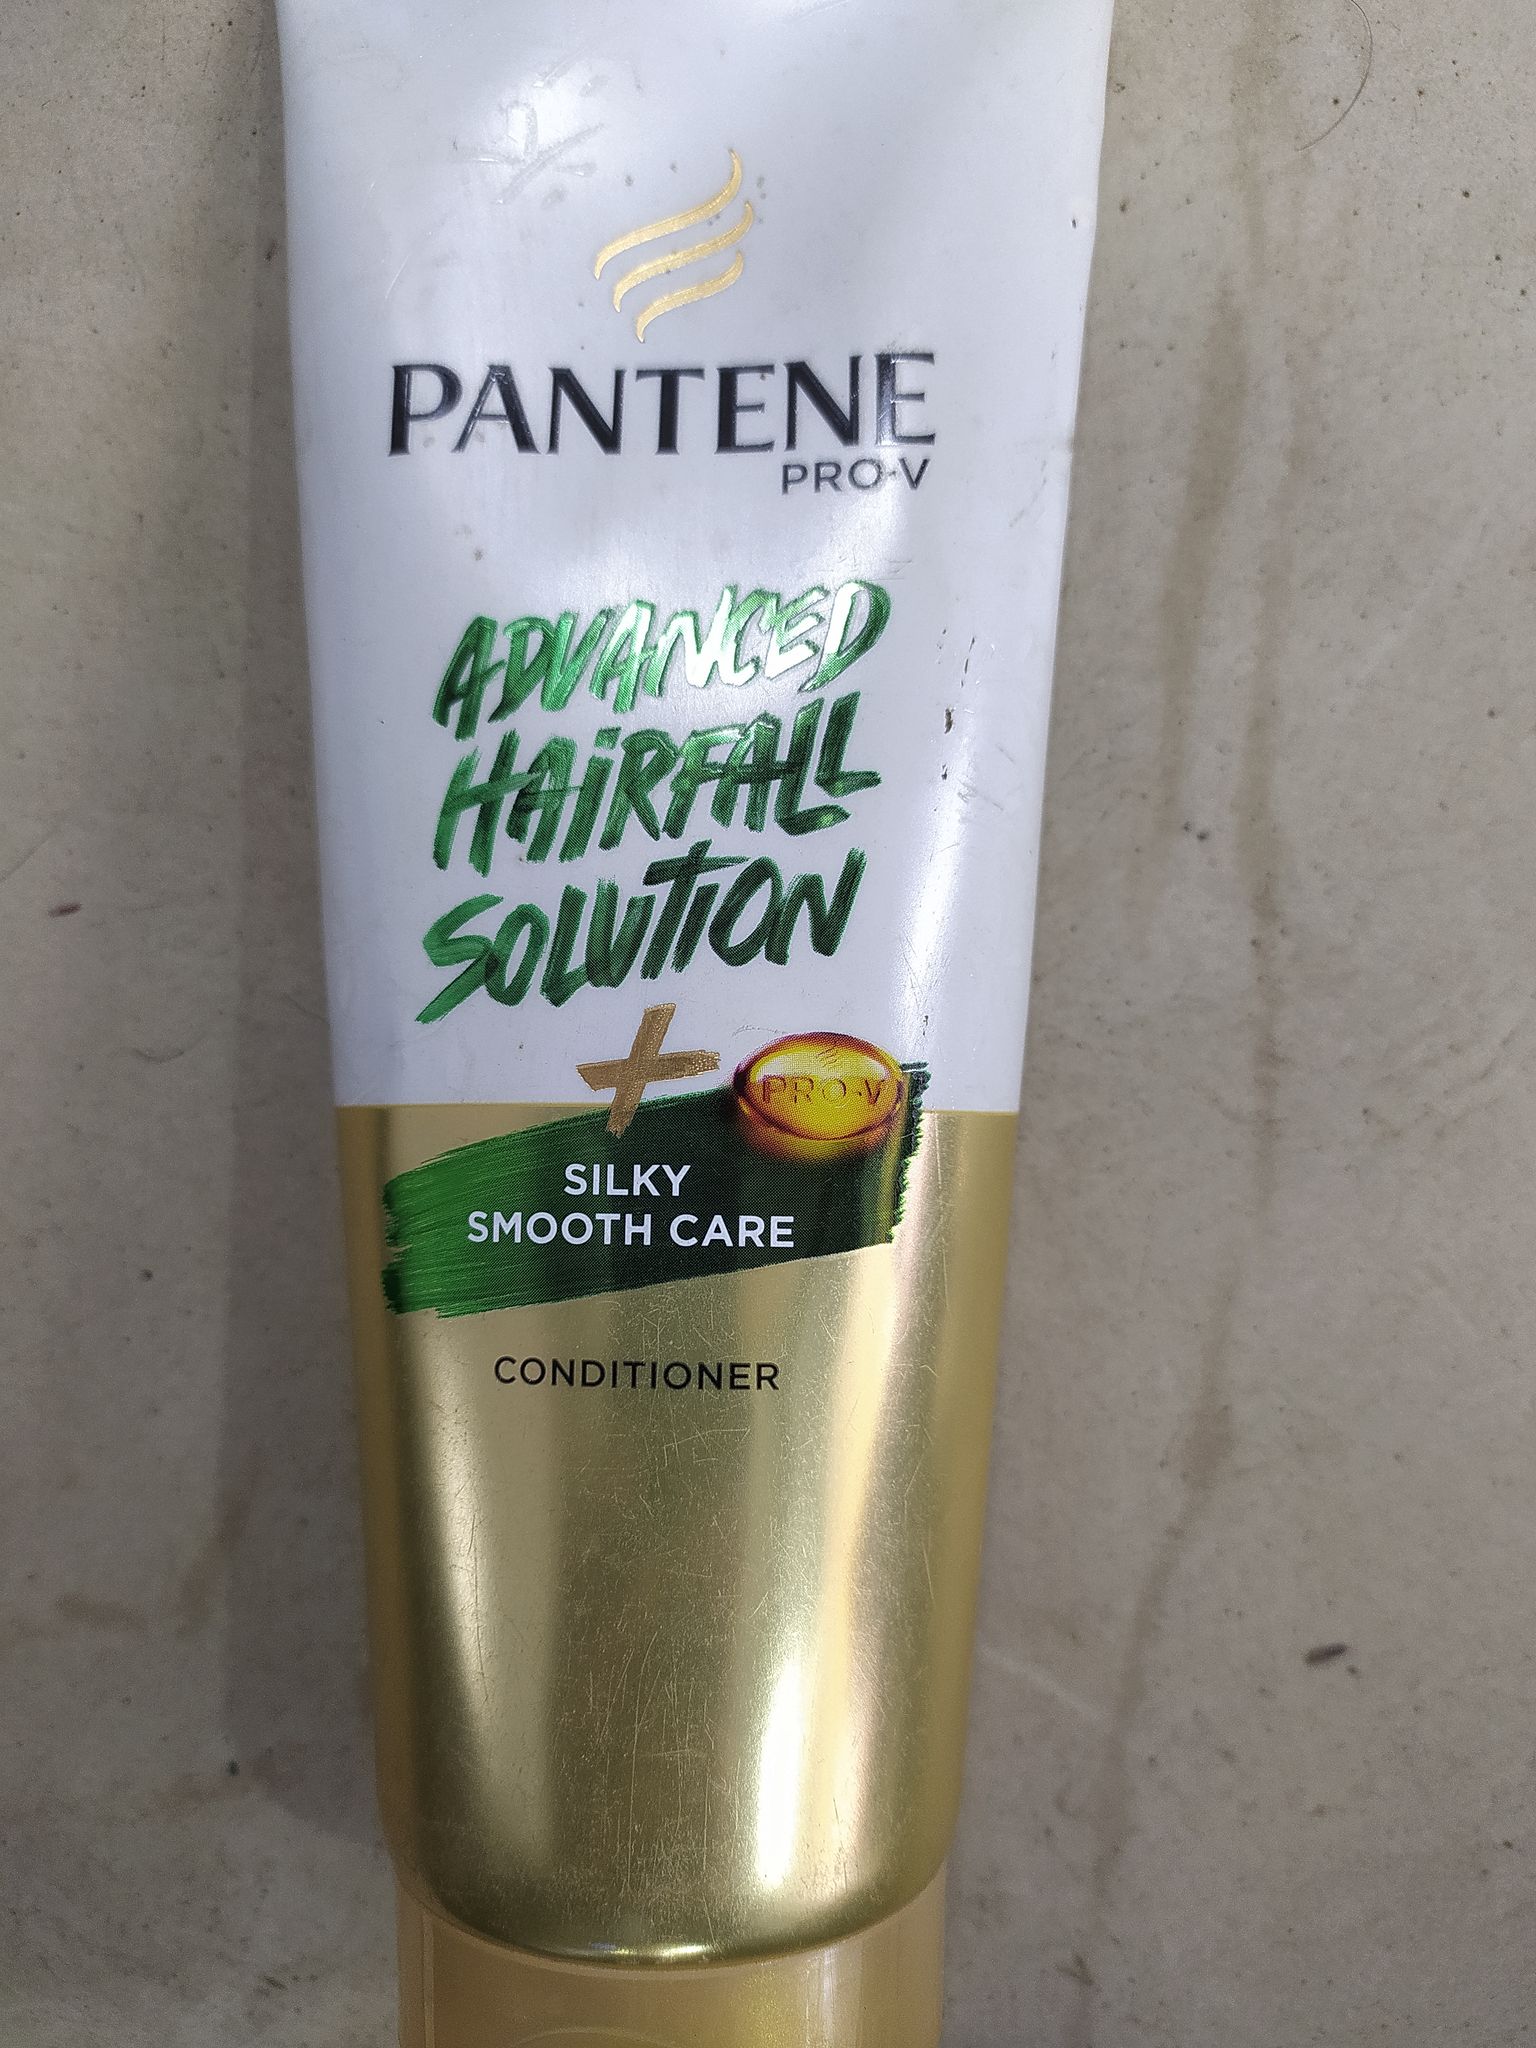 PANTENE
PRO-V
ADVANCED
HAIRFALL
SOLUTION
+
PRO-V
SILKY
SMOOTH CARE
CONDITIONER